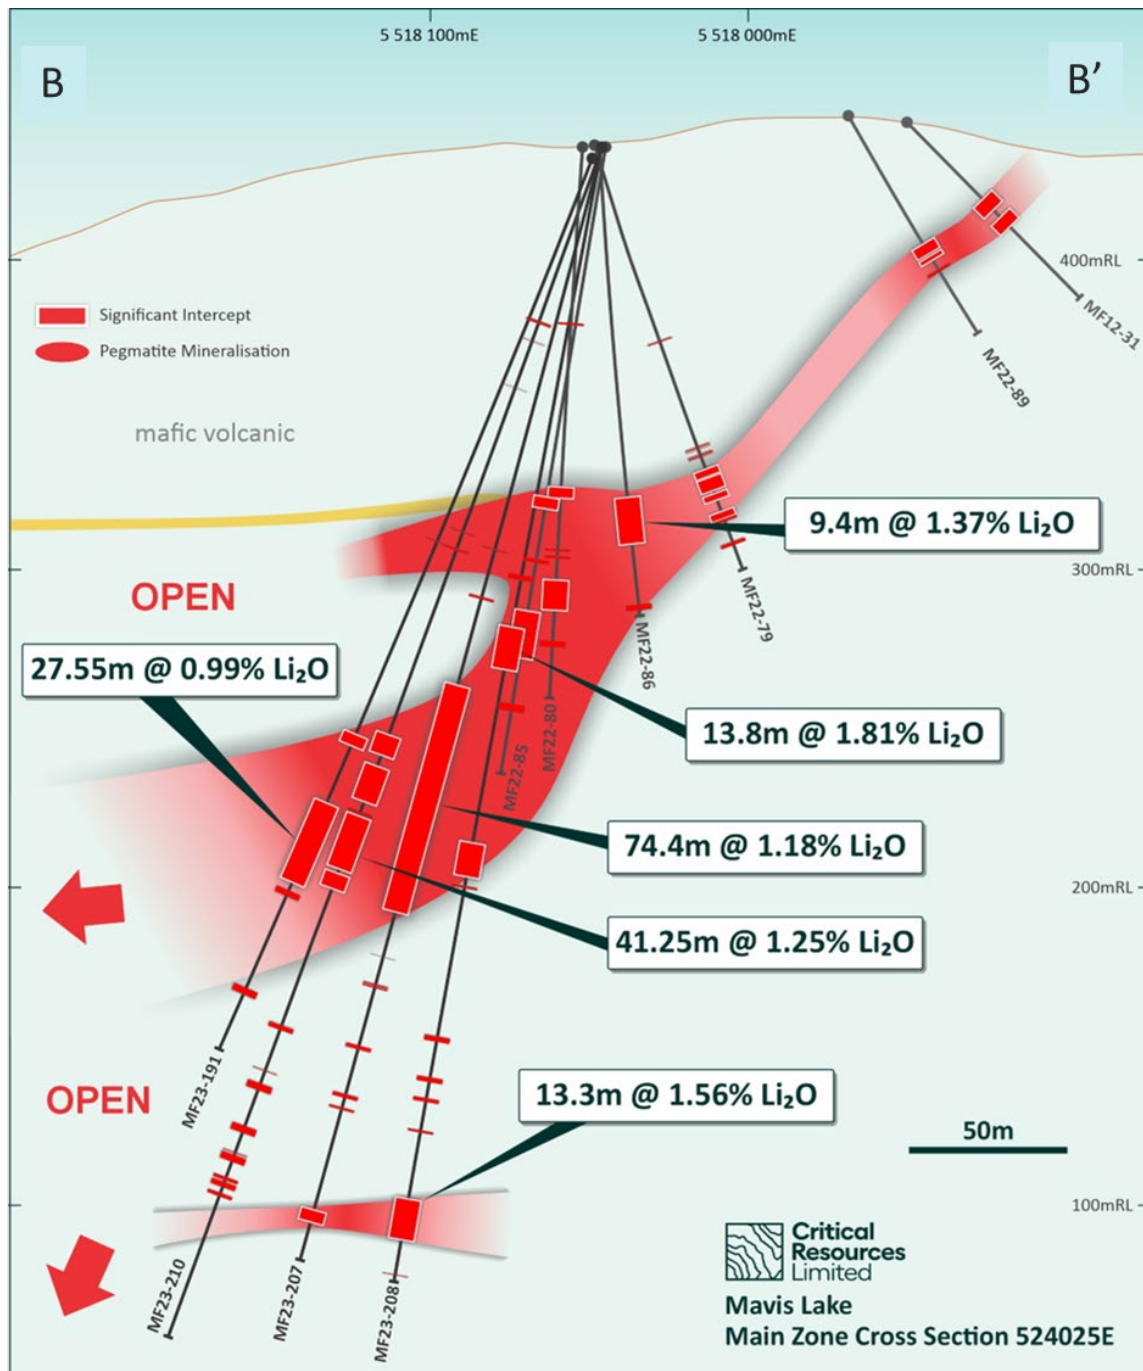 5 518 100mE
5 518 000mE
B
B’
400mRL
Significant Intercept
Pegmatite Mineralisation
MF12-31
MF22-89
mafic volcanic
9.4m @ 1.37% Li₂O
300mRL
OPEN
MF22-79
MF22-86
27.55m @ 0.99% Li₂O
13.8m @ 1.81% Li₂O
MF22-80
MF22-85
74.4m @ 1.18% Li₂O
200mRL
41.25m @ 1.25% Li₂O
MF23-191
OPEN
13.3m @ 1.56% Li₂O
50m
100mRL
MF23-210
MF23-207
MF23-208
Critical
Resources
Limited
Mavis Lake
Main Zone Cross Section 524025E